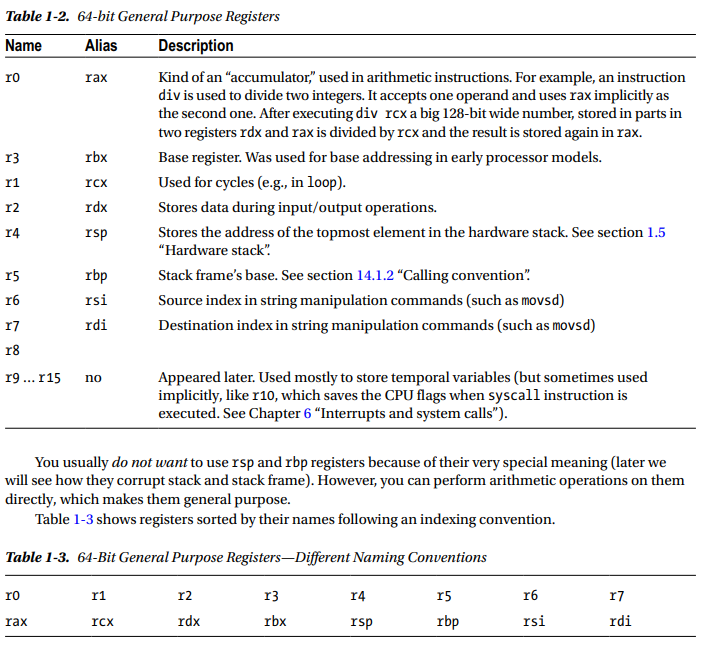 Table 1-2. 64-bit General Purpose Registers
Name Alias Description
r0 rax Kind of an “accumulator,” used in arithmetic instructions. For example, an instruction
div is used to divide two integers. It accepts one operand and uses rax implicitly as
the second one. After executing div rcx a big 128-bit wide number, stored in parts in
two registers rdx and rax is divided by rcx and the result is stored again in rax.
r3 rbx Base register. Was used for base addressing in early processor models.
r1 rcx Used for cycles (e.g., in loop).
r2 rdx Stores data during input/output operations.
r4 rsp Stores the address of the topmost element in the hardware stack. See section 1.5
“Hardware stack”.
r5 rbp Stack frame’s base. See section 14.1.2 “Calling convention”.
r6 rsi Source index in string manipulation commands (such as movsd)
r7 rdi Destination index in string manipulation commands (such as movsd)
r8
r9 … r15 no Appeared later. Used mostly to store temporal variables (but sometimes used
implicitly, like r10, which saves the CPU flags when syscall instruction is
executed. See Chapter 6 “Interrupts and system calls”).
You usually do not want to use rsp and rbp registers because of their very special meaning (later we
will see how they corrupt stack and stack frame). However, you can perform arithmetic operations on them
directly, which makes them general purpose.
Table 1-3 shows registers sorted by their names following an indexing convention.
Table 1-3. 64-Bit General Purpose Registers—Different Naming Conventions
r0 r1 r2 r3 r4 r5 r6 r7
rax rcx rdx rbx rsp rbp rsi rdi